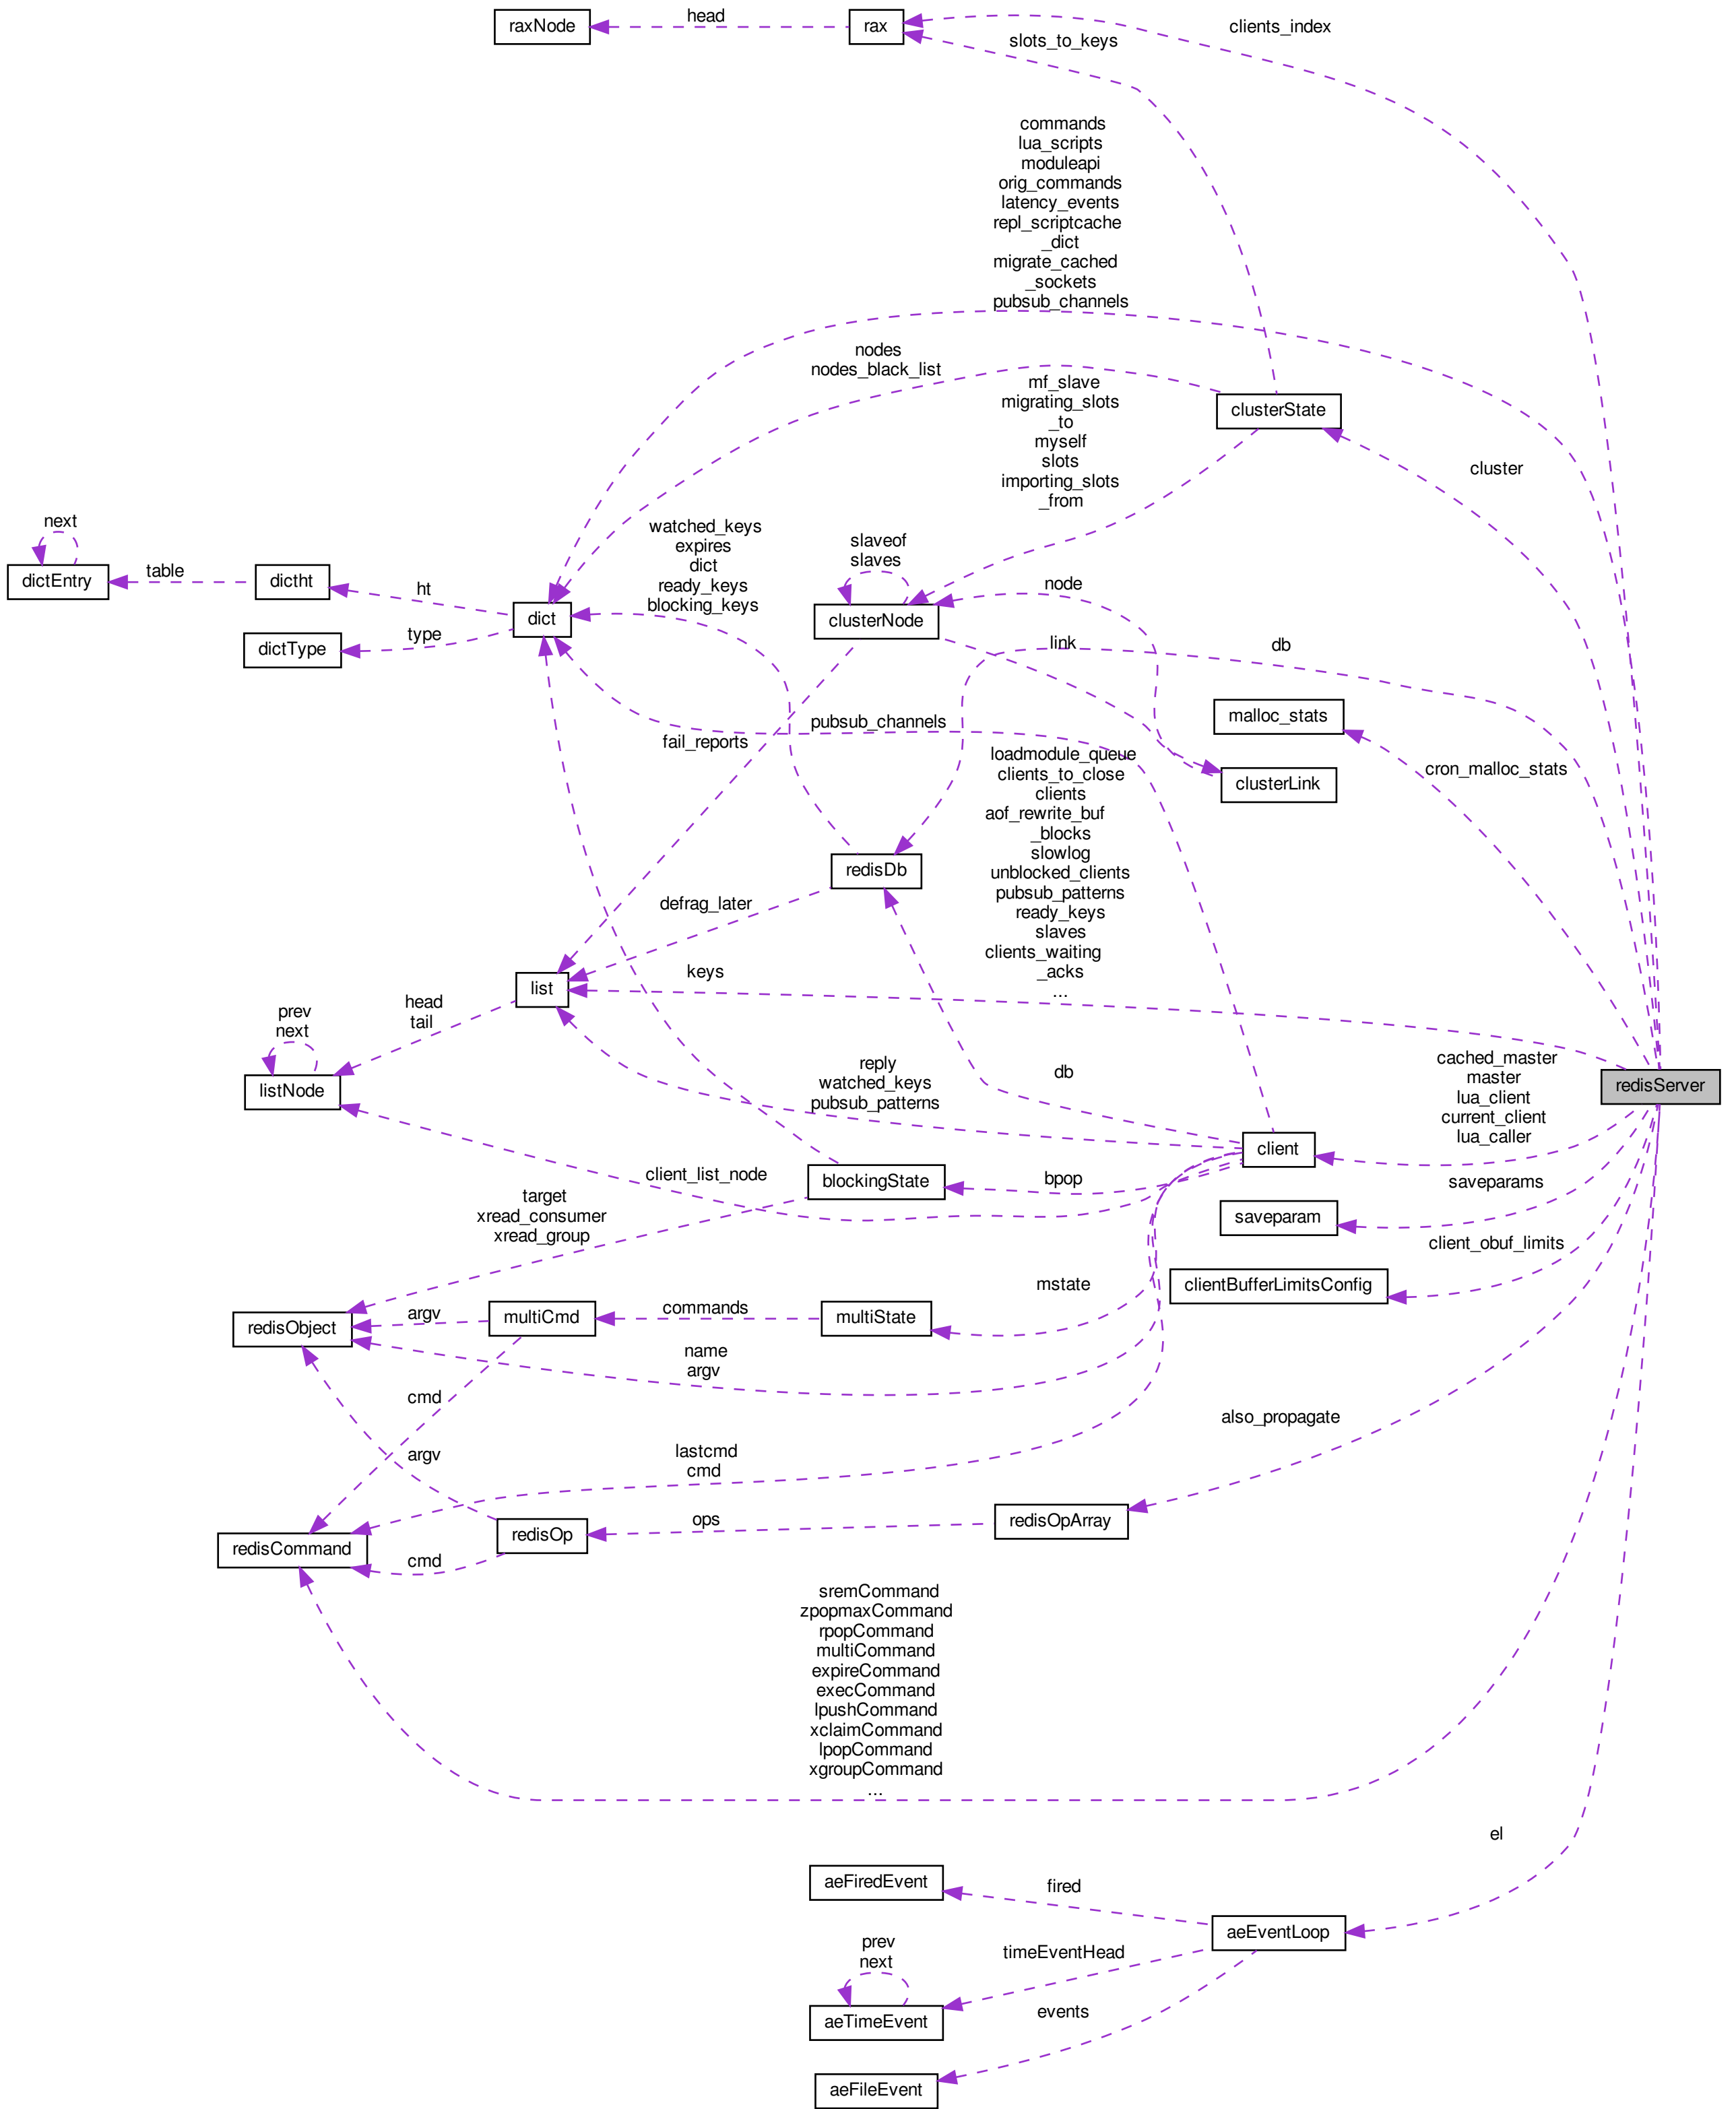 raxNode
head
rax
clients_index
slots_to_keys
commands
lua_scripts
moduleapi
orig_commands
latency_events
repl_scriptcache
_dict
migrate_cached
_sockets
pubsub_channels
nodes
nodes_black_list
mf_slave
migrating_slots
_to
myself
slots
importing_slots
_from
clusterState
cluster
next
dictEntry
table
dictht
ht
dictType
type
dict
watched_keys
expires
dict
ready_keys
blocking_keys
slaveof
slaves
clusterNode
node
link
db
malloc_stats
cron_malloc_stats
clusterLink
pubsub_channels
fail_reports
loadmodule_queue
clients_to_close
clients
aof_rewrite_buf
_blocks
slowlog
unblocked_clients
pubsub_patterns
ready_keys
slaves
clients_waiting
_acks
...
redisDb
defrag_later
keys
list
head
tail
prev
next
listNode
reply
watched_keys
pubsub_patterns
db
cached_master
master
lua_client
current_client
lua_caller
redisServer
client
client_list_node
blockingState
bpop
saveparams
saveparam
target
xread_consumer
xread_group
client_obuf_limits
clientBufferLimitsConfig
mstate
redisObject
argv
multiCmd
commands
multiState
name
argv
cmd
argv
also_propagate
lastcmd
cmd
redisCommand
cmd
redisOp
ops
redisOpArray
sremCommand
zpopmaxCommand
rpopCommand
multiCommand
expireCommand
execCommand
lpushCommand
xclaimCommand
lpopCommand
xgroupCommand
...
el
aeFiredEvent
fired
aeEventLoop
prev
next
timeEventHead
aeTimeEvent
events
aeFileEvent